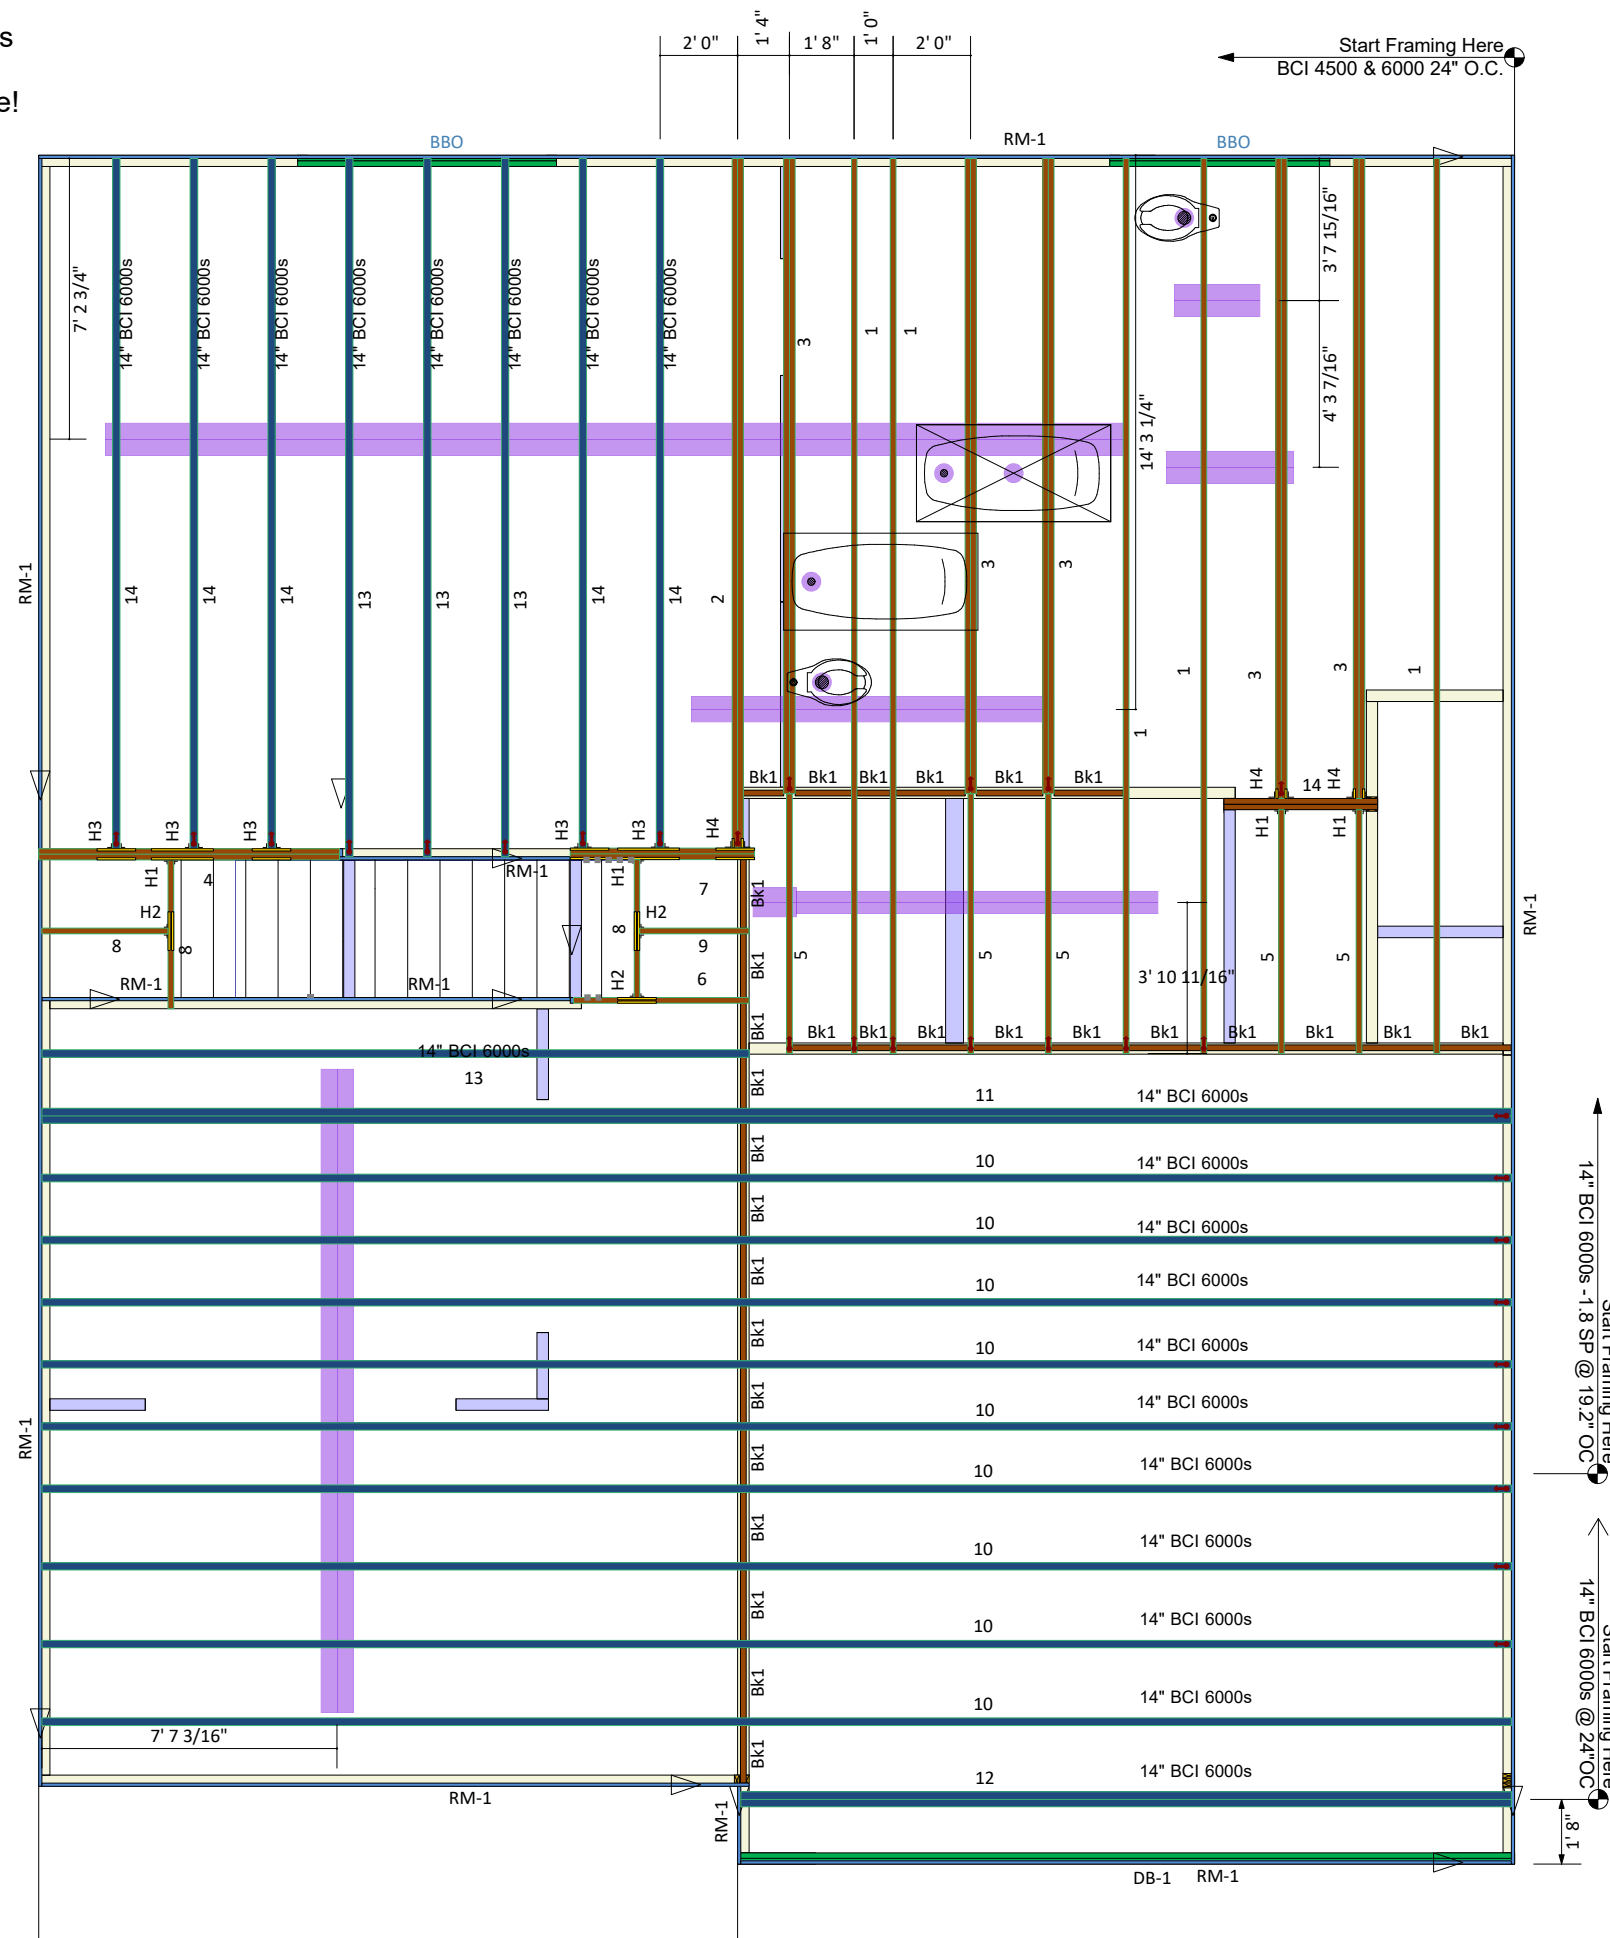 s
e!
2' 0"
1' 4"
1' 8"
1' 0"
2' 0"
Start Framing Here
BCI 4500 & 6000 24" O.C.
BBO
RM-1
BBO
7' 2 3/4"
14" BCI 6000s
14" BCI 6000s
14" BCI 6000s
14" BCI 6000s
14" BCI 6000s
14" BCI 6000s
14" BCI 6000s
14" BCI 6000s
3
1
1
3' 7 15/16"
4' 3 7/16"
14' 3 1/4"
RM-1
14
14
14
13
13
13
14
14
2
3
3
1
3
3
1
1
Bk1
Bk1
Bk1
Bk1
Bk1
Bk1
H4
14
H4
H3
H3
H3
H3
H3
H4
H1
H1
RM-1
H1
4
H1
7
Bk1
H2
8
H2
RM-1
8
8
9
5
5
5
5
5
Bk1
6
H2
3' 10 11/16"
RM-1
RM-1
Bk1
Bk1
Bk1
Bk1
Bk1
Bk1
Bk1
Bk1
Bk1
Bk1
14" BCI 6000s
13
Bk1
11
14" BCI 6000s
Bk1
10
14" BCI 6000s
Bk1
10
14" BCI 6000s
Bk1
10
14" BCI 6000s
Bk1
10
14" BCI 6000s
Bk1
10
14" BCI 6000s
RM-1
Bk1
10
14" BCI 6000s
Bk1
10
14" BCI 6000s
Bk1
10
14" BCI 6000s
Bk1
10
14" BCI 6000s
7' 7 3/16"
Bk1
12
14" BCI 6000s
RM-1
RM-1
DB-1
RM-1
Start Framing Here
14" BCI 6000s -1.8 SP @ 19.2" OC
Start Framing Here
14" BCI 6000s @ 24"OC
1' 8"